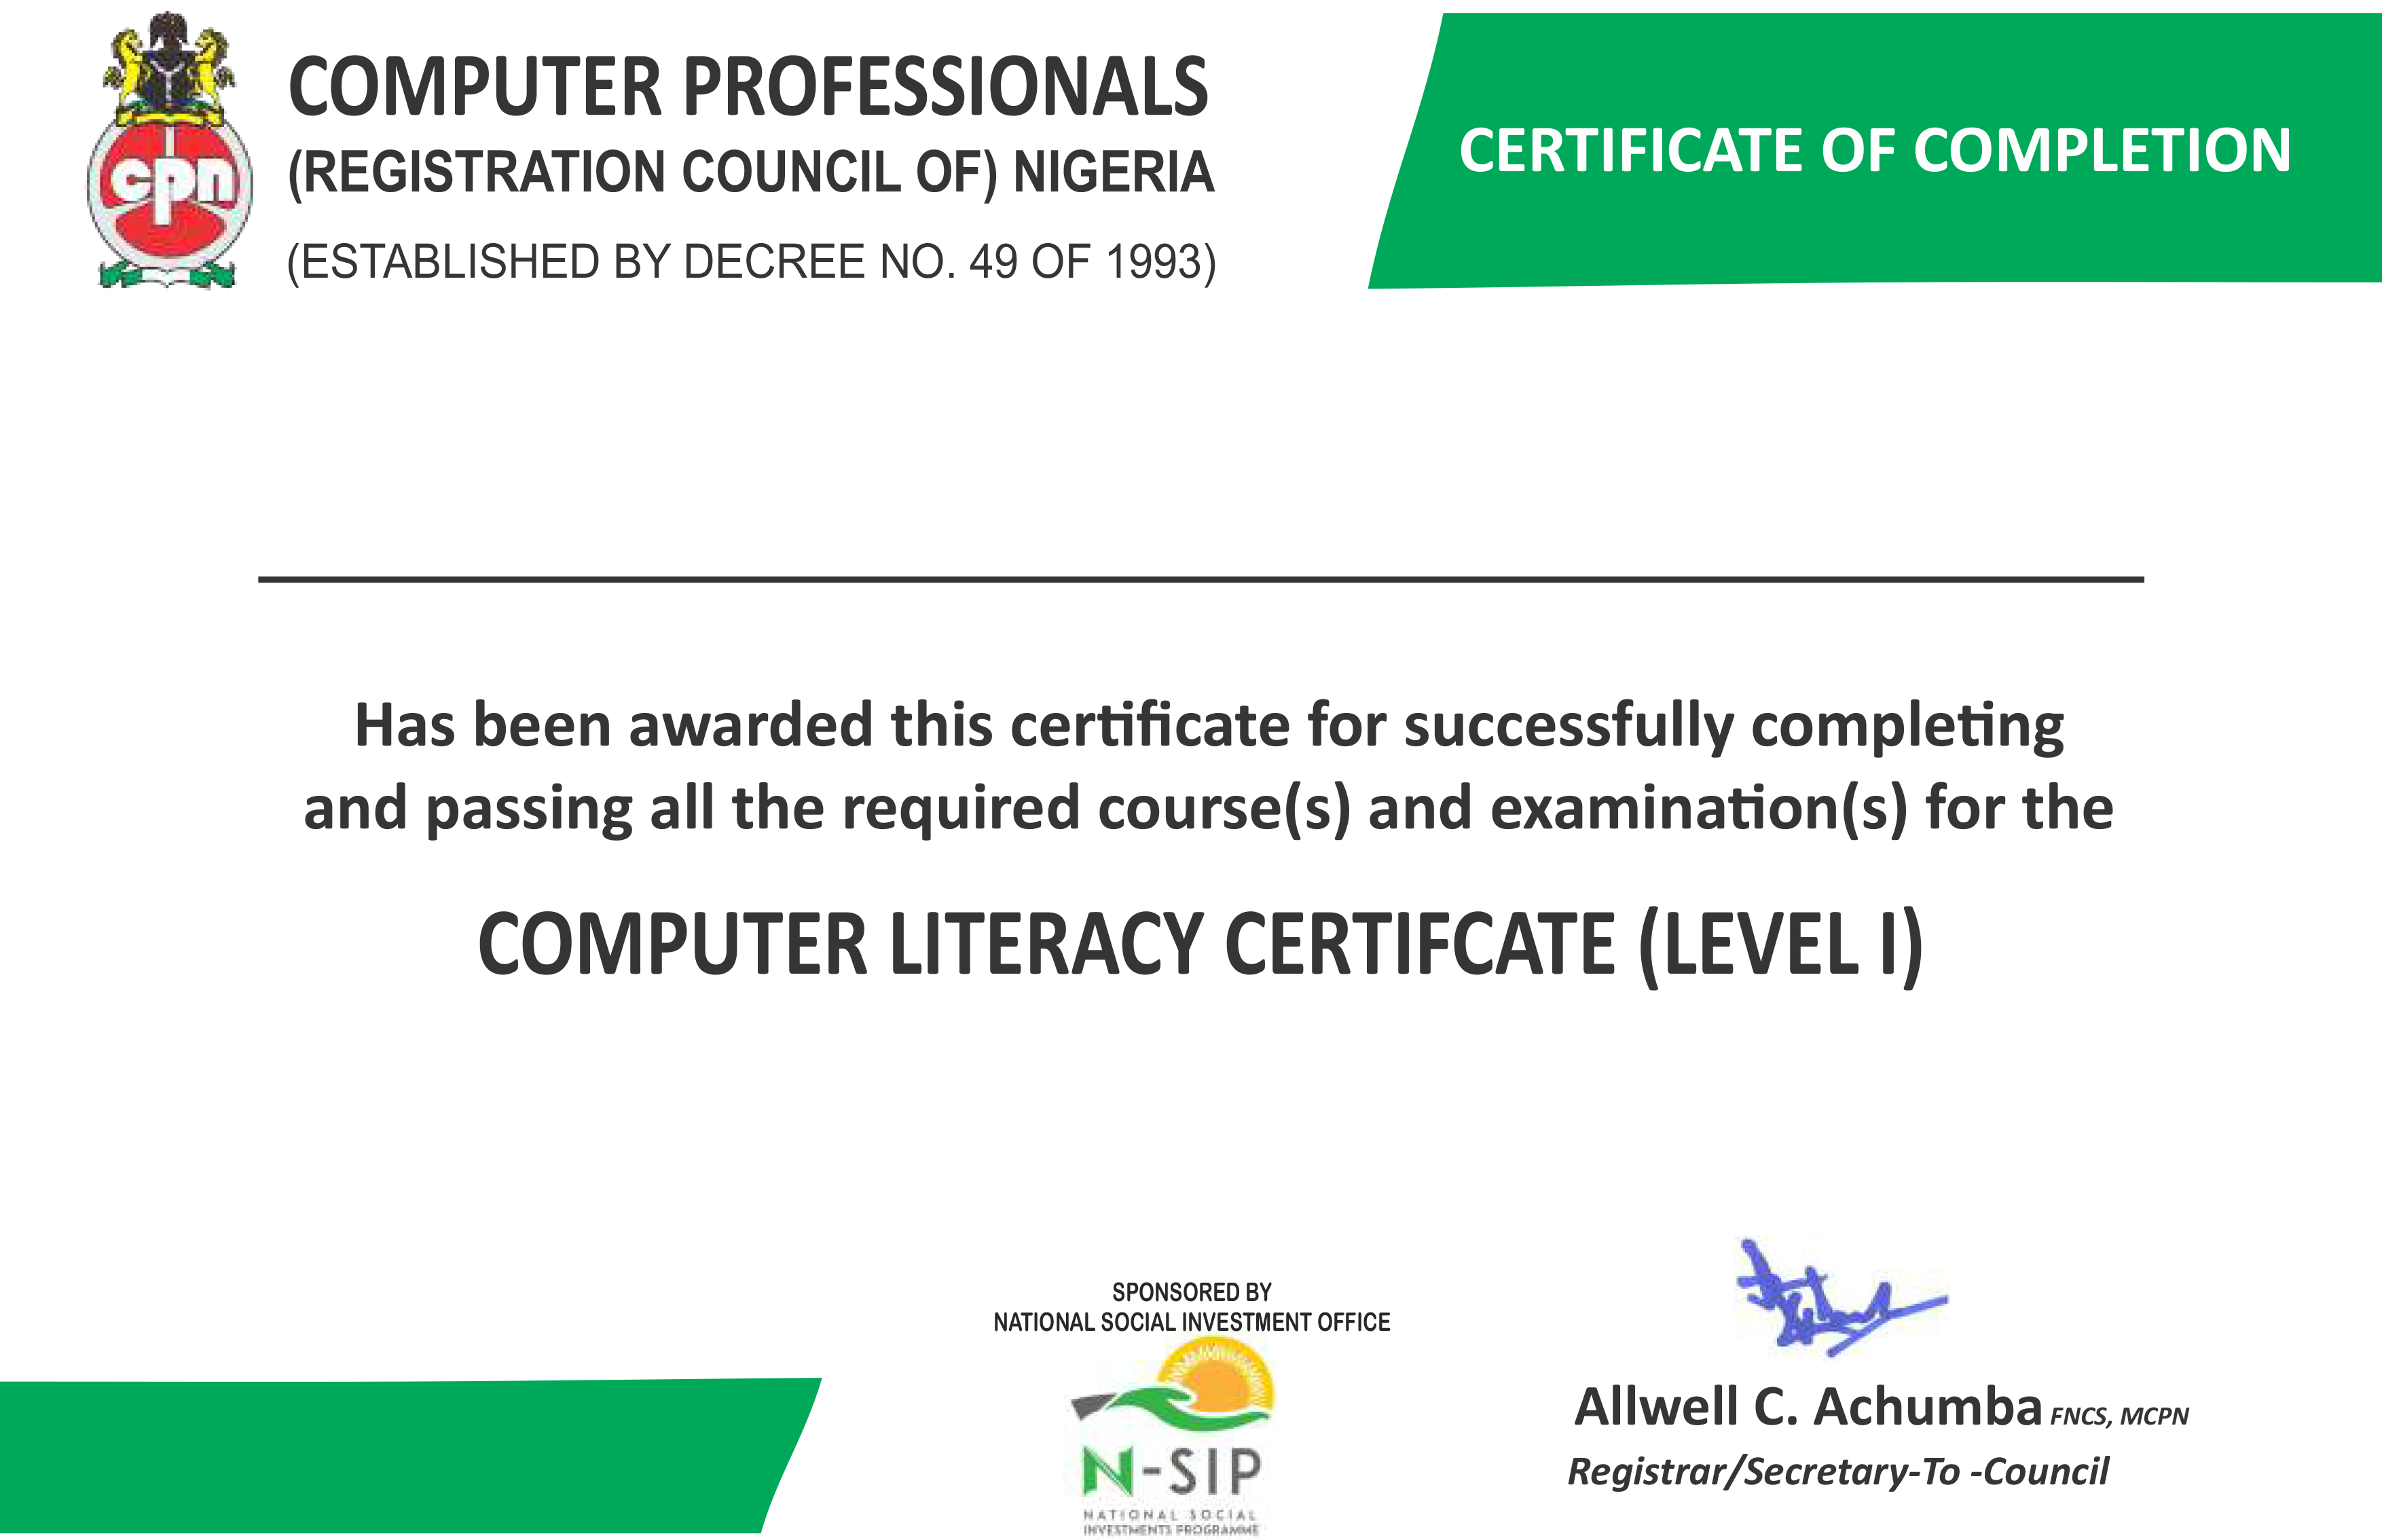 cpn
COMPUTER PROFESSIONALS
(REGISTRATION COUNCIL OF) NIGERIA
(ESTABLISHED BY DECREE NO. 49 OF 1993)
CERTIFICATE OF COMPLETION
Has been awarded this certificate for successfully completing
and passing all the required course(s) and examination(s) for the
COMPUTER LITERACY CERTIFCATE (LEVEL I)
SPONSORED BY
NATIONAL SOCIAL INVESTMENT OFFICE
N-SIP
NATIONAL SOCIAL
INVESTMENTS PROGRAMME
Allwell C. Achumba FNCS, MCPN
Registrar/Secretary-To -Council